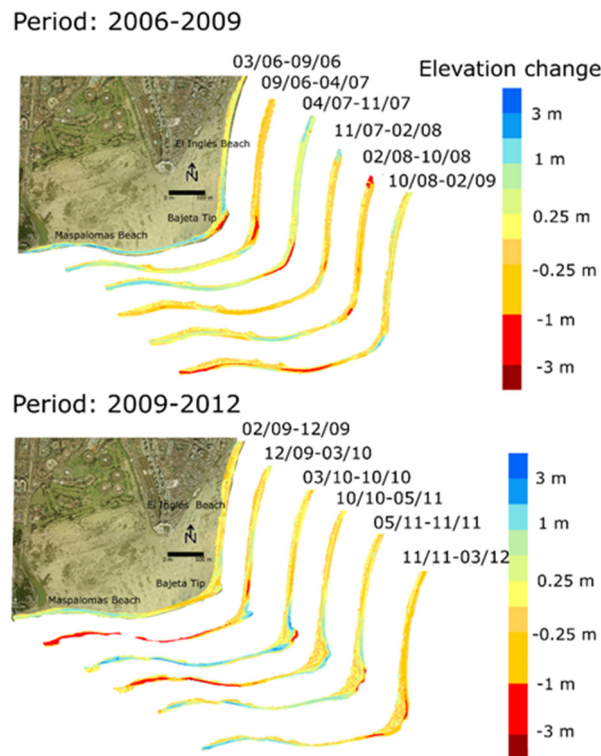 Period: 2006-2009
03/06-09/06
09/06-04/07
04/07-11/07
11/07-02/08
02/08-10/08
10/08-02/09
Elevation change
3 m
1 m
0.25 m
-0.25 m
-1 m
-3 m
El Inglés Beach
N
Bajeta Tip
Maspalomas Beach
Period: 2009-2012
02/09-12/09
12/09-03/10
03/10-10/10
10/10-05/11
05/11-11/11
11/11-03/12
3 m
1 m
0.25 m
-0.25 m
-1 m
-3 m
El Inglés Beach
N
Bajeta Tip
Maspalomas Beach